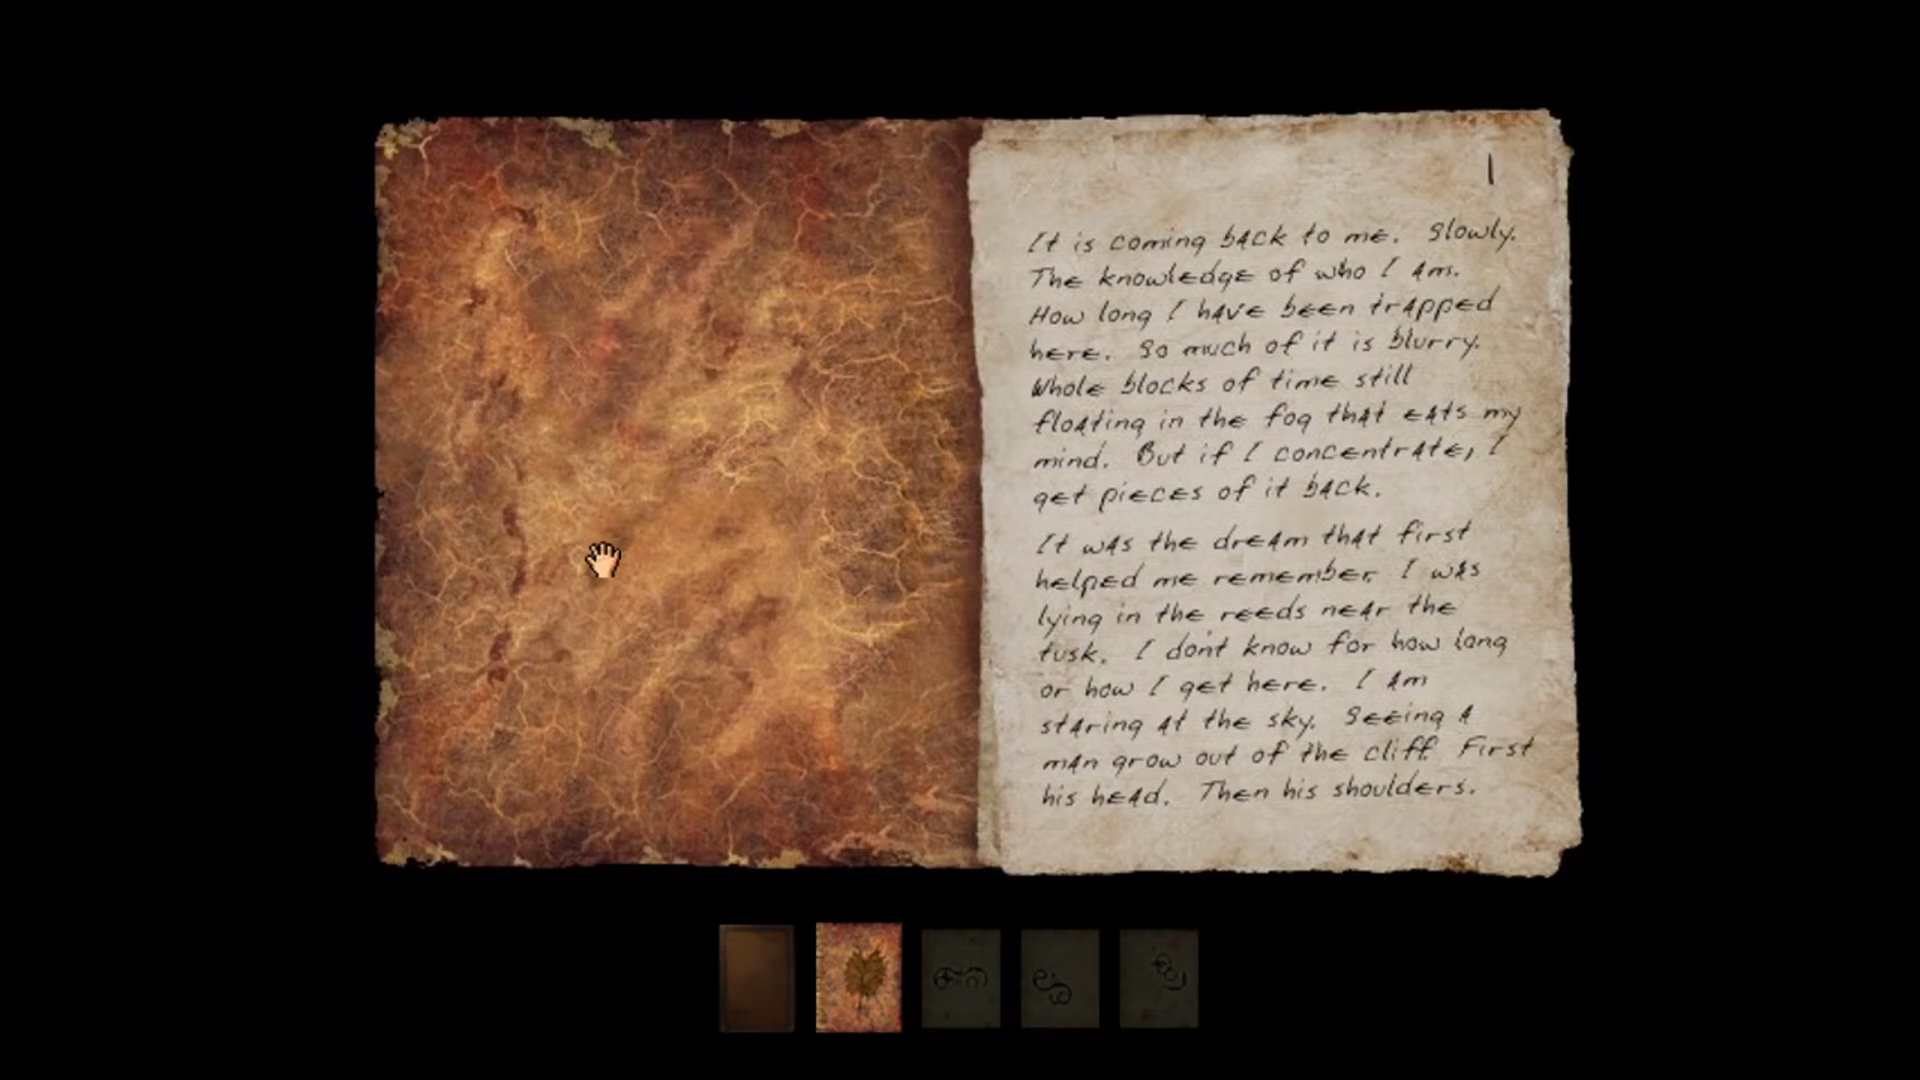 1
It is coming back to me. Slowly.
The knowledge of who I am.
How long I have been trapped
here. So much of it is blurry.
Whole blocks of time still
floating in the fog that eats my
mind. But if I concentrate, I
get pieces of it back.
It was the dream that first
helped me remember. I was
lying in the reeds near the
tusk. I don't know for how long
or how I get here. I am
staring at the sky. Seeing a
man grow out of the cliff. First
his head. Then his shoulders.